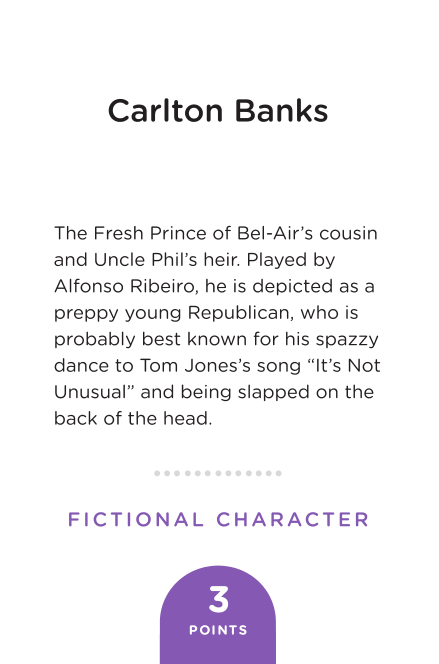 Carlton Banks
The Fresh Prince of Bel-Air’s cousin
and Uncle Phil’s heir. Played by
Alfonso Ribeiro, he is depicted as a
preppy young Republican, who is
probably best known for his spazzy
dance to Tom Jones’s song “It’s Not
Unusual” and being slapped on the
back of the head.
FICTIONAL CHARACTER
3
POINTS